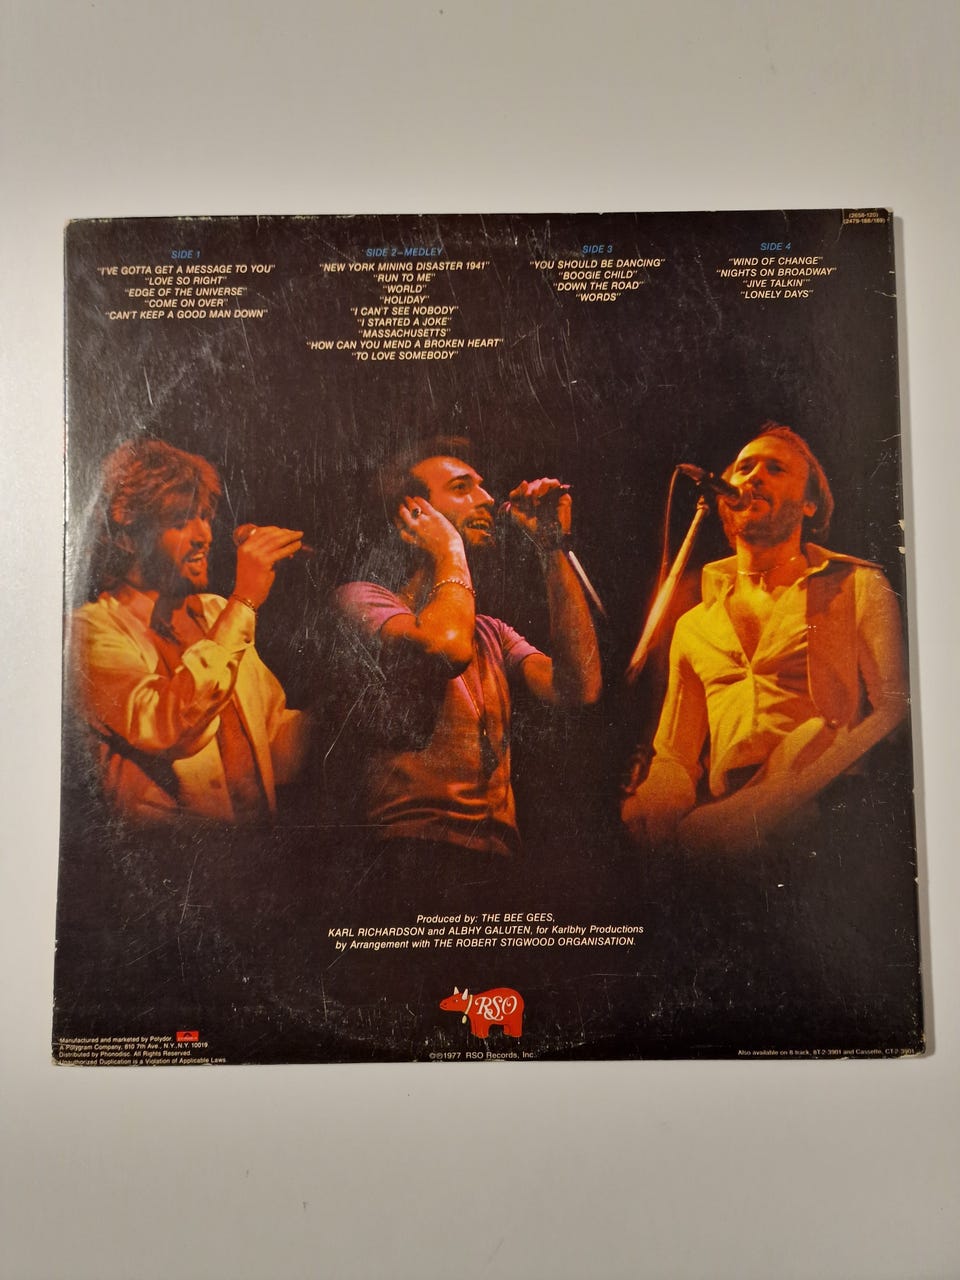 (2658-120)
(2479-188/189)
SIDE 1
"I'VE GOTTA GET A MESSAGE TO YOU"
"LOVE SO RIGHT"
"EDGE OF THE UNIVERSE"
"COME ON OVER"
"CAN'T KEEP A GOOD MAN DOWN"
SIDE 2–MEDLEY
"NEW YORK MINING DISASTER 1941"
"RUN TO ME"
"WORLD"
"HOLIDAY"
"I CAN'T SEE NOBODY"
"I STARTED A JOKE"
"MASSACHUSETTS"
"HOW CAN YOU MEND A BROKEN HEART"
"TO LOVE SOMEBODY"
SIDE 3
"YOU SHOULD BE DANCING"
"BOOGIE CHILD"
"DOWN THE ROAD"
"WORDS"
SIDE 4
"WIND OF CHANGE"
"NIGHTS ON BROADWAY"
"JIVE TALKIN'"
"LONELY DAYS"
Produced by: THE BEE GEES,
KARL RICHARDSON and ALBHY GALUTEN, for Karlbhy Productions
by Arrangement with THE ROBERT STIGWOOD ORGANISATION.
RSO
Manufactured and marketed by Polydor
A Polygram Company, 810 7th Ave., N.Y., N.Y. 10019
Distributed by Phonodisc. All Rights Reserved.
Unauthorized Duplication is a Violation of Applicable Laws.
©℗1977 RSO Records, Inc.
Also available on 8 track, 8T-2-3901 and Cassette, CT-2-3901